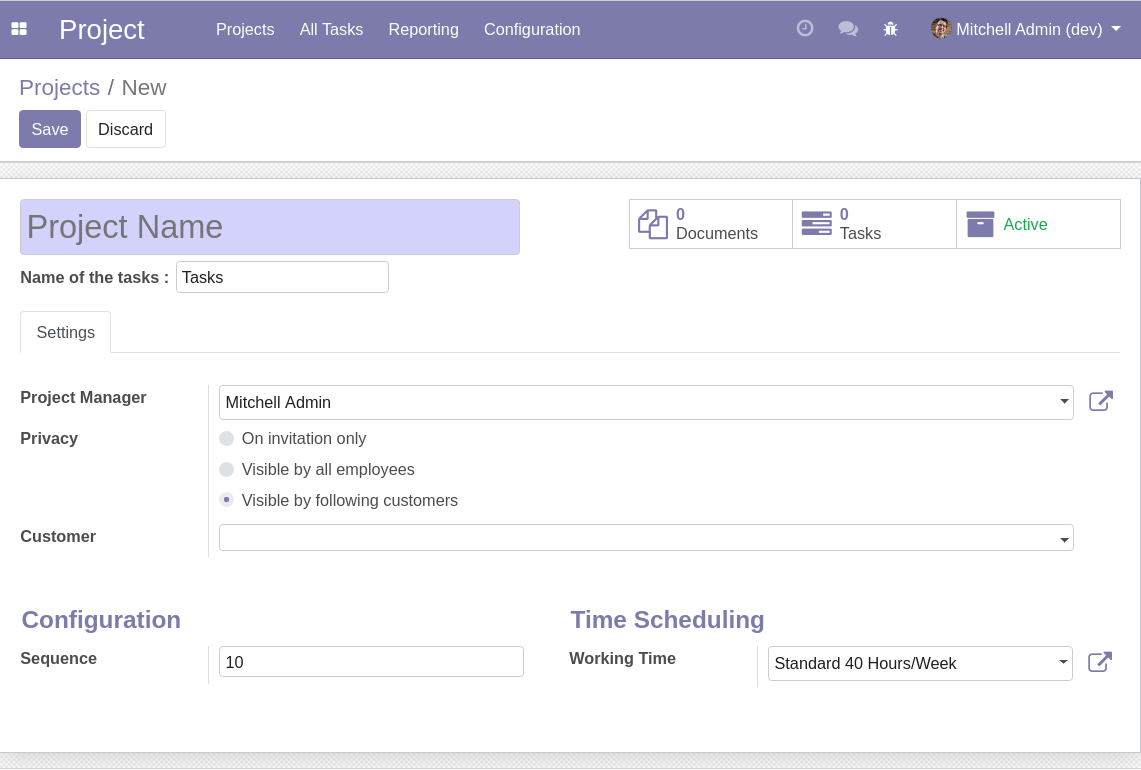 Project Projects All Tasks Reporting Configuration Mitchell Admin (dev)
Projects / New
Save Discard
Project Name
0 Documents
0 Tasks
Active
Name of the tasks : Tasks
Settings
Project Manager Mitchell Admin
Privacy On invitation only
Visible by all employees
Visible by following customers
Customer
Configuration
Sequence 10
Time Scheduling
Working Time Standard 40 Hours/Week